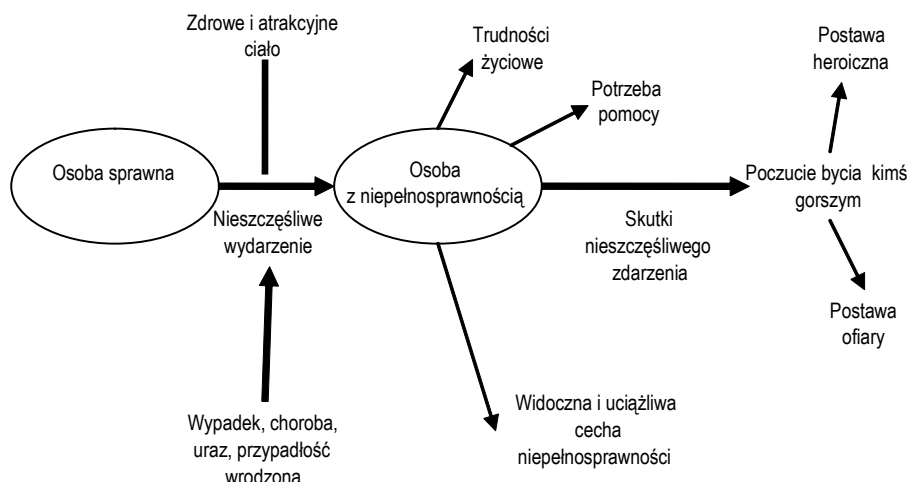 Zdrowe i atrakcyjne
ciało
Trudności
życiowe
Postawa
heroiczna
Potrzeba
pomocy
Osoba sprawna
Osoba
z niepełnosprawnością
Poczucie bycia kimś
gorszym
Nieszczęśliwe
wydarzenie
Skutki
nieszczęśliwego
zdarzenia
Postawa
ofiary
Wypadek, choroba,
uraz, przypadłość
wrodzona
Widoczna i uciążliwa
cecha
niepełnosprawności